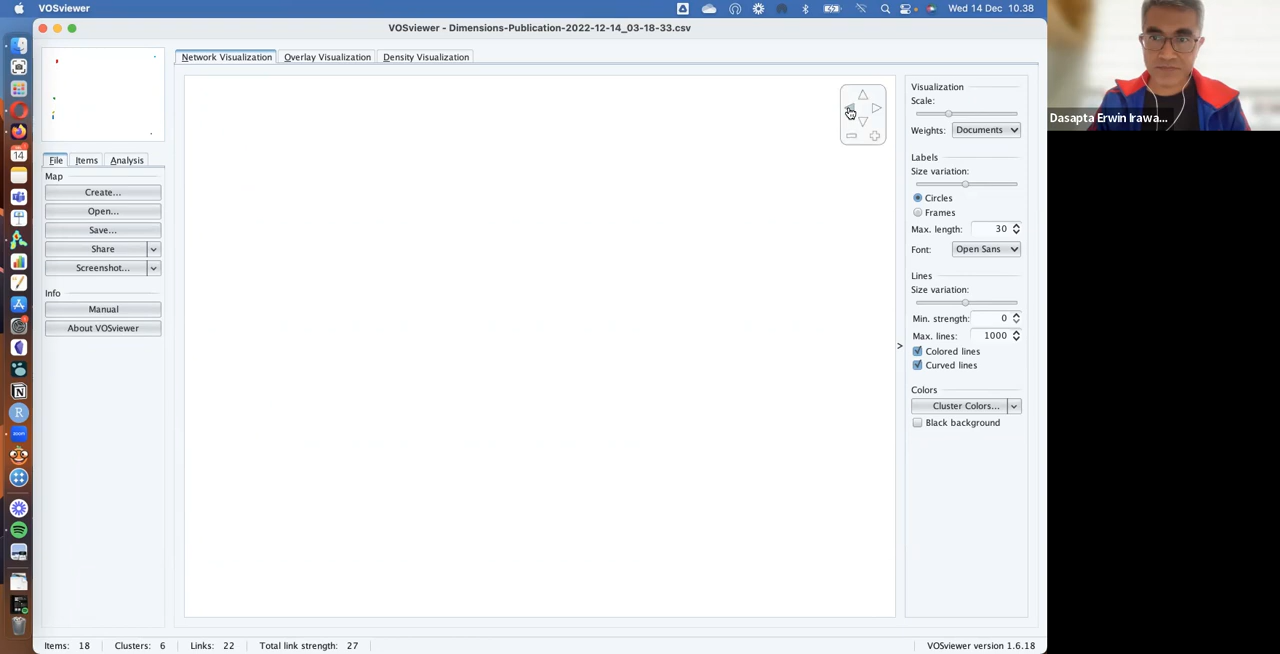 VOSviewer
Wed 14 Dec 10.38
VOSviewer - Dimensions-Publication-2022-12-14_03-18-33.csv
Network Visualization
Overlay Visualization
Density Visualization
File
Items
Analysis
Map
Create...
Open...
Save...
Share
Screenshot...
Info
Manual
About VOSviewer
Visualization
Scale:
Weights: Documents
Labels
Size variation:
Circles
Frames
Max. length: 30
Font: Open Sans
Lines
Size variation:
Min. strength: 0
Max. lines: 1000
Colored lines
Curved lines
>
Colors
Cluster Colors...
Black background
Items: 18
Clusters: 6
Links: 22
Total link strength: 27
VOSviewer version 1.6.18
14
R
zoom
Dasapta Erwin Irawa...